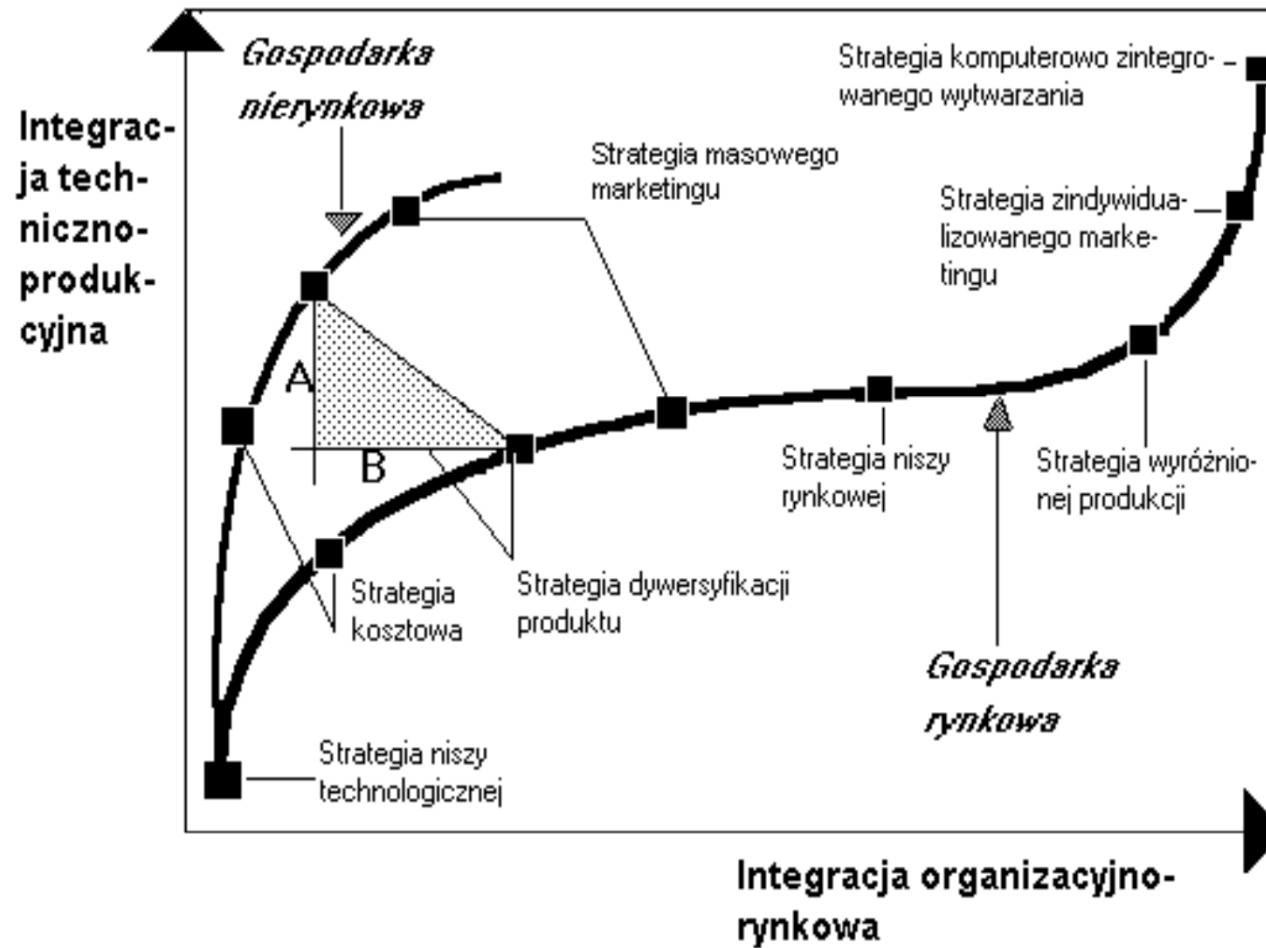 Gospodarka
nierynkowa
Strategia komputerowo zintegro-
wanego wytwarzania
Integrac-
ja tech-
niczno-
produk-
cyjna
Strategia masowego
marketingu
Strategia zindywidua-
lizowanego marke-
tingu
A
B
Strategia niszy
rynkowej
Strategia wyróżnio-
nej produkcji
Strategia
kosztowa
Strategia dywersyfikacji
produktu
Gospodarka
rynkowa
Strategia niszy
technologicznej
Integracja organizacyjno-
rynkowa